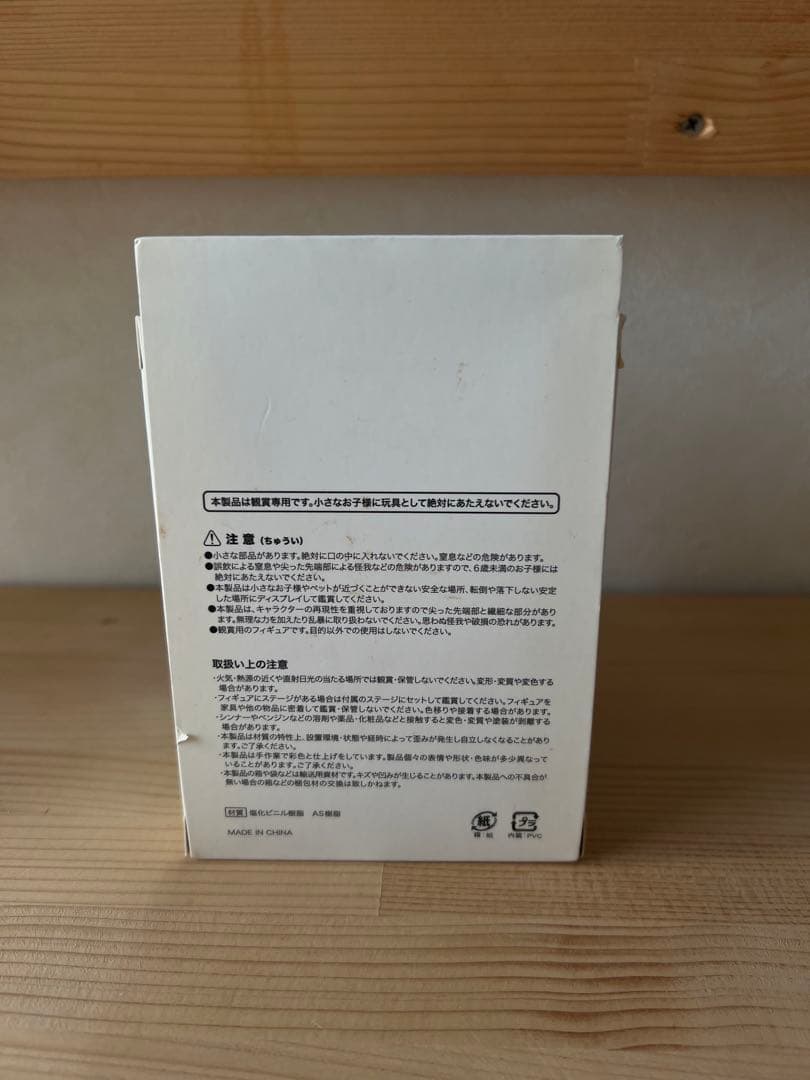 本製品は観賞専用です。小さなお子様に玩具として絶対にあたえないでください。
注意(ちゅうい)
●小さな部品があります。絶対に口の中に入れないでください。窒息などの危険があります。
●誤飲による窒息や尖った先端部による怪我などの危険がありますので、6歳未満のお子様には
絶対にあたえないでください。
●本製品は小さなお子様やペットが近づくことができない安全な場所、転倒や落下しない安定
した場所にディスプレイして鑑賞してください。
●本製品は、キャラクターの再現性を重視しておりますので尖った先端と繊細な部分があり
ます。無理な力を加えたり乱暴に取り扱わないでください。思わぬ怪我や破損の恐れがあります。
●観賞用のフィギュアです。目的以外での使用はしないでください。
取扱い上の注意
・火気・熱源の近くや直射日光の当たる場所では観賞・保管しないでください。変形・変質や変色する
場合があります。
・フィギュアにステージがある場合は付属のステージにセットして鑑賞してください。フィギュアを
家具や他の物品に密着して鑑賞・保管しないでください。色移りや接着する場合があります。
・シンナーやベンジンなどの溶剤や薬品・化粧品などと接触すると変色・変質や塗装が剥離する
場合があります。
・本製品は材質の特性上、設置環境・状態や経時によって歪みが発生し自立しなくなることがあり
ます。ご了承ください。
・本製品は手作業で彩色と仕上げをしています。製品個々の表情や形状・色味が多少異なって
いることがあります。ご了承ください。
・本製品の箱や袋などは輸送用資材です。キズや凹みが生じることがあります。本製品への不具合が
無い場合の箱などの梱包材の交換は致しかねます。
材質 塩化ビニル樹脂 AS樹脂
MADE IN CHINA
紙
箱:紙
プラ
内装:PVC